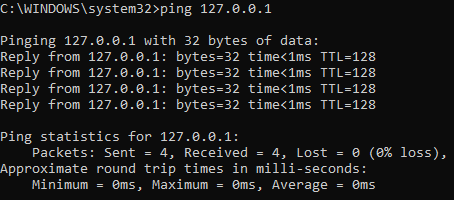 C:\WINDOWS\system32>ping 127.0.0.1
Pinging 127.0.0.1 with 32 bytes of data:
Reply from 127.0.0.1: bytes=32 time<1ms TTL=128
Reply from 127.0.0.1: bytes=32 time<1ms TTL=128
Reply from 127.0.0.1: bytes=32 time<1ms TTL=128
Reply from 127.0.0.1: bytes=32 time<1ms TTL=128
Ping statistics for 127.0.0.1:
    Packets: Sent = 4, Received = 4, Lost = 0 (0% loss),
Approximate round trip times in milli-seconds:
    Minimum = 0ms, Maximum = 0ms, Average = 0ms